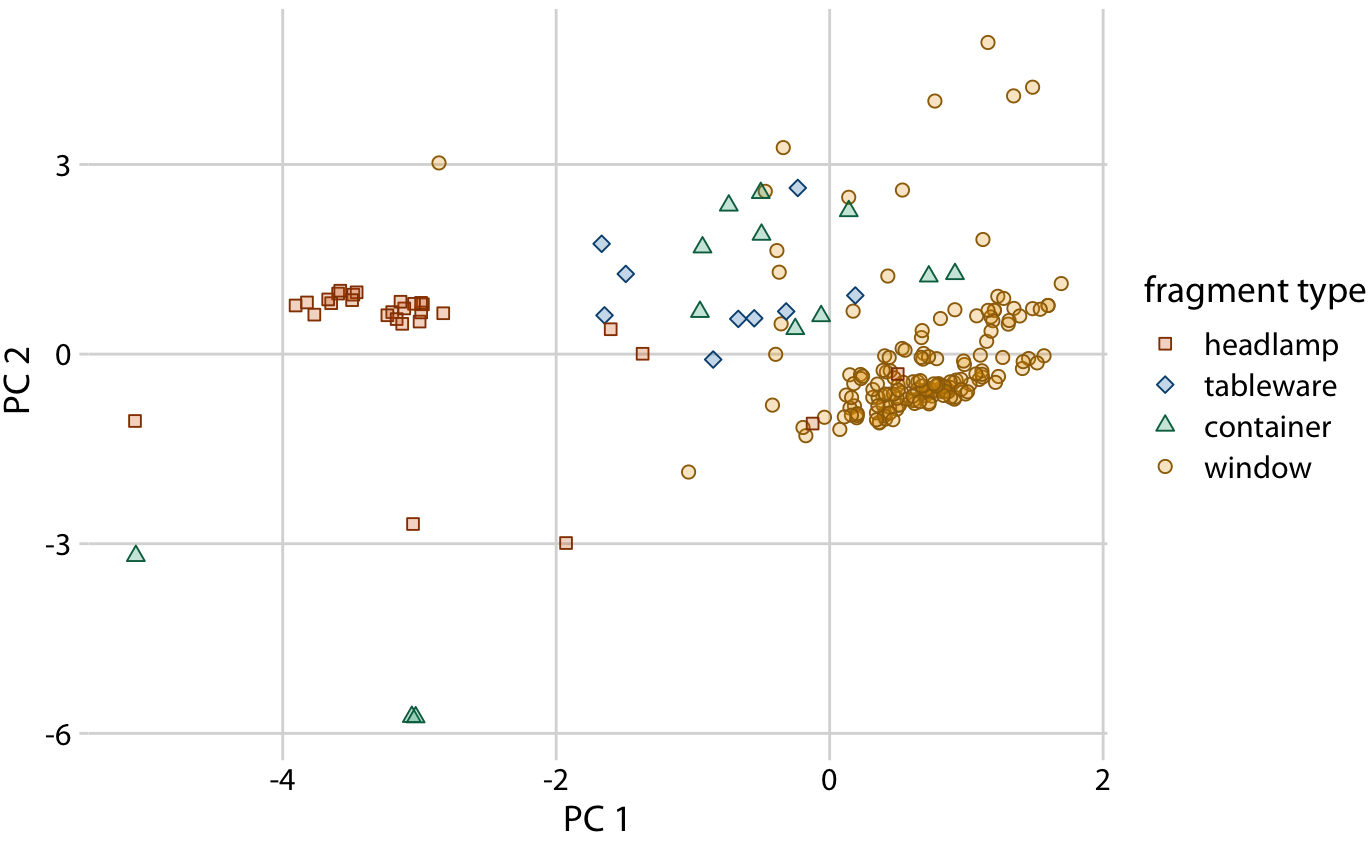 PC 2
3
0
-3
-6
-4
-2
0
2
PC 1
fragment type
headlamp
tableware
container
window